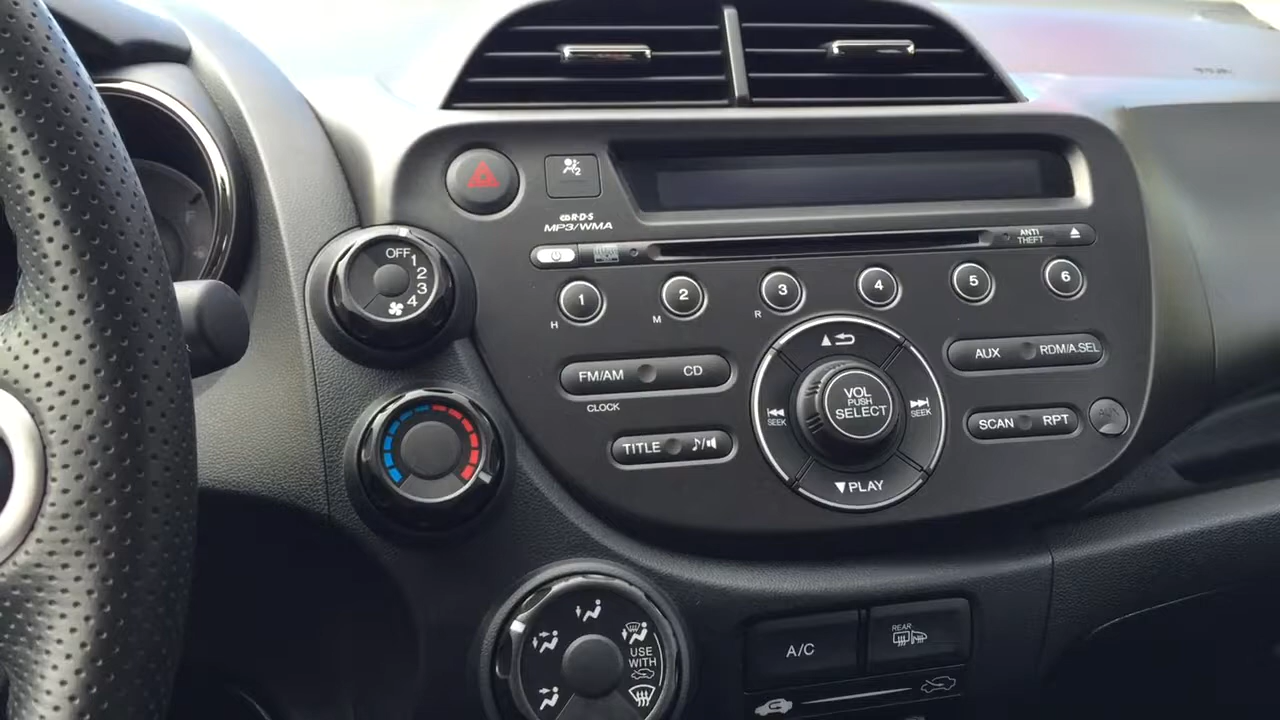 2
R·D·S
MP3/WMA
ANTI
THEFT
OFF
1
2
3
4
1
2
3
4
5
6
H
M
R
FM/AM
CD
CLOCK
TITLE
AUX
RDM/A.SEL
SCAN
RPT
AUX
SEEK
VOL
PUSH
SELECT
SEEK
PLAY
USE
WITH
A/C
REAR